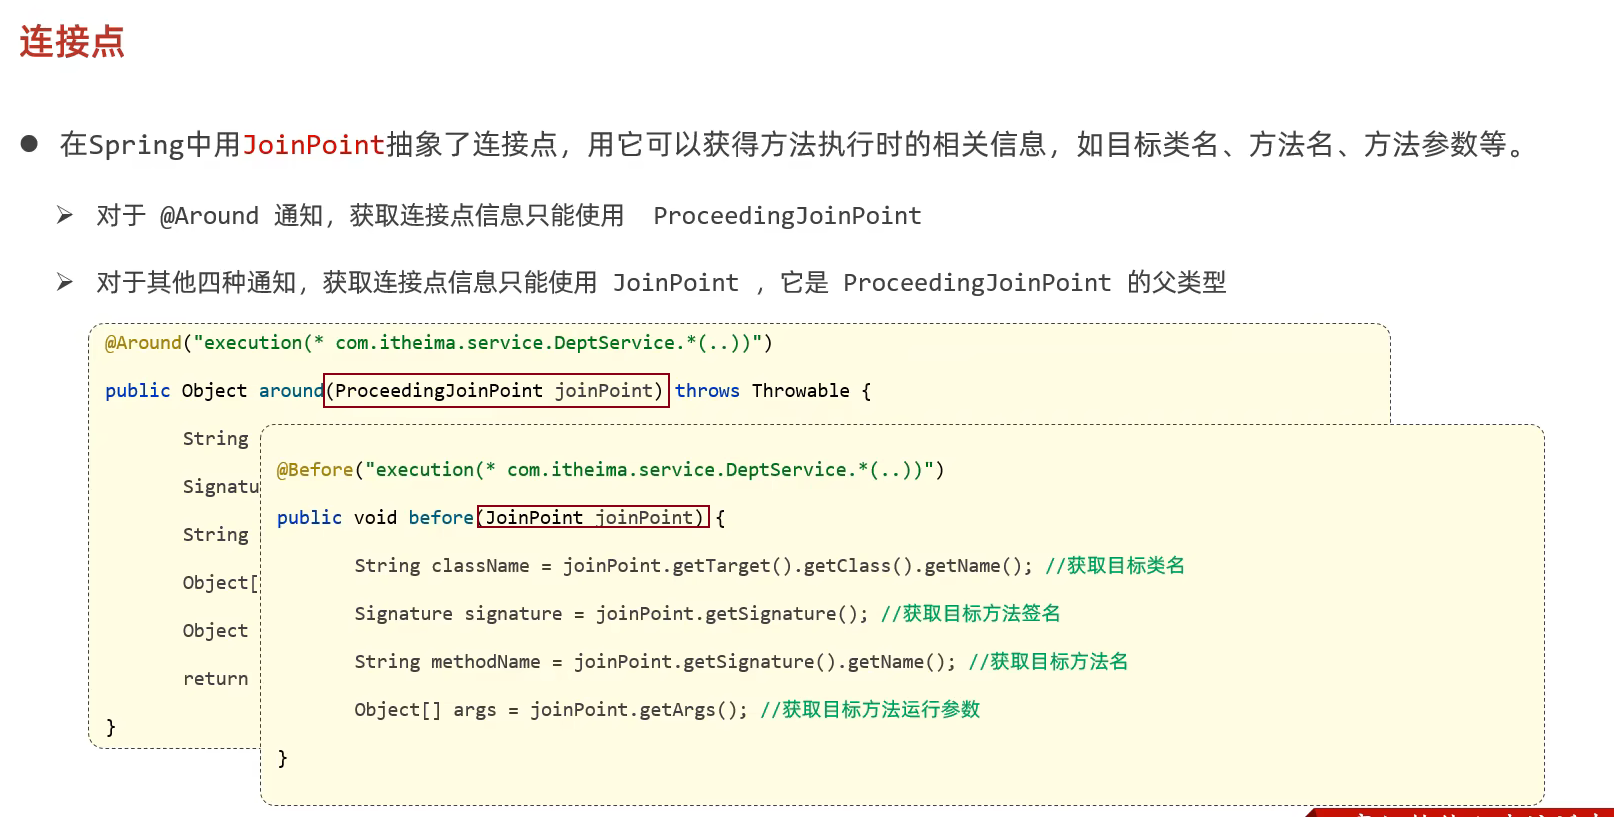 连接点
在Spring中用JoinPoint抽象了连接点，用它可以获得方法执行时的相关信息，如目标类名、方法名、方法参数等。
对于 @Around 通知，获取连接点信息只能使用 ProceedingJoinPoint
对于其他四种通知，获取连接点信息只能使用 JoinPoint ，它是 ProceedingJoinPoint 的父类型
@Around("execution(* com.itheima.service.DeptService.*(..))")
public Object around(ProceedingJoinPoint joinPoint) throws Throwable {
String
Signatu
String
Object[
Object
return
}
@Before("execution(* com.itheima.service.DeptService.*(..))")
public void before(JoinPoint joinPoint) {
String className = joinPoint.getTarget().getClass().getName(); //获取目标类名
Signature signature = joinPoint.getSignature(); //获取目标方法签名
String methodName = joinPoint.getSignature().getName(); //获取目标方法名
Object[] args = joinPoint.getArgs(); //获取目标方法运行参数
}